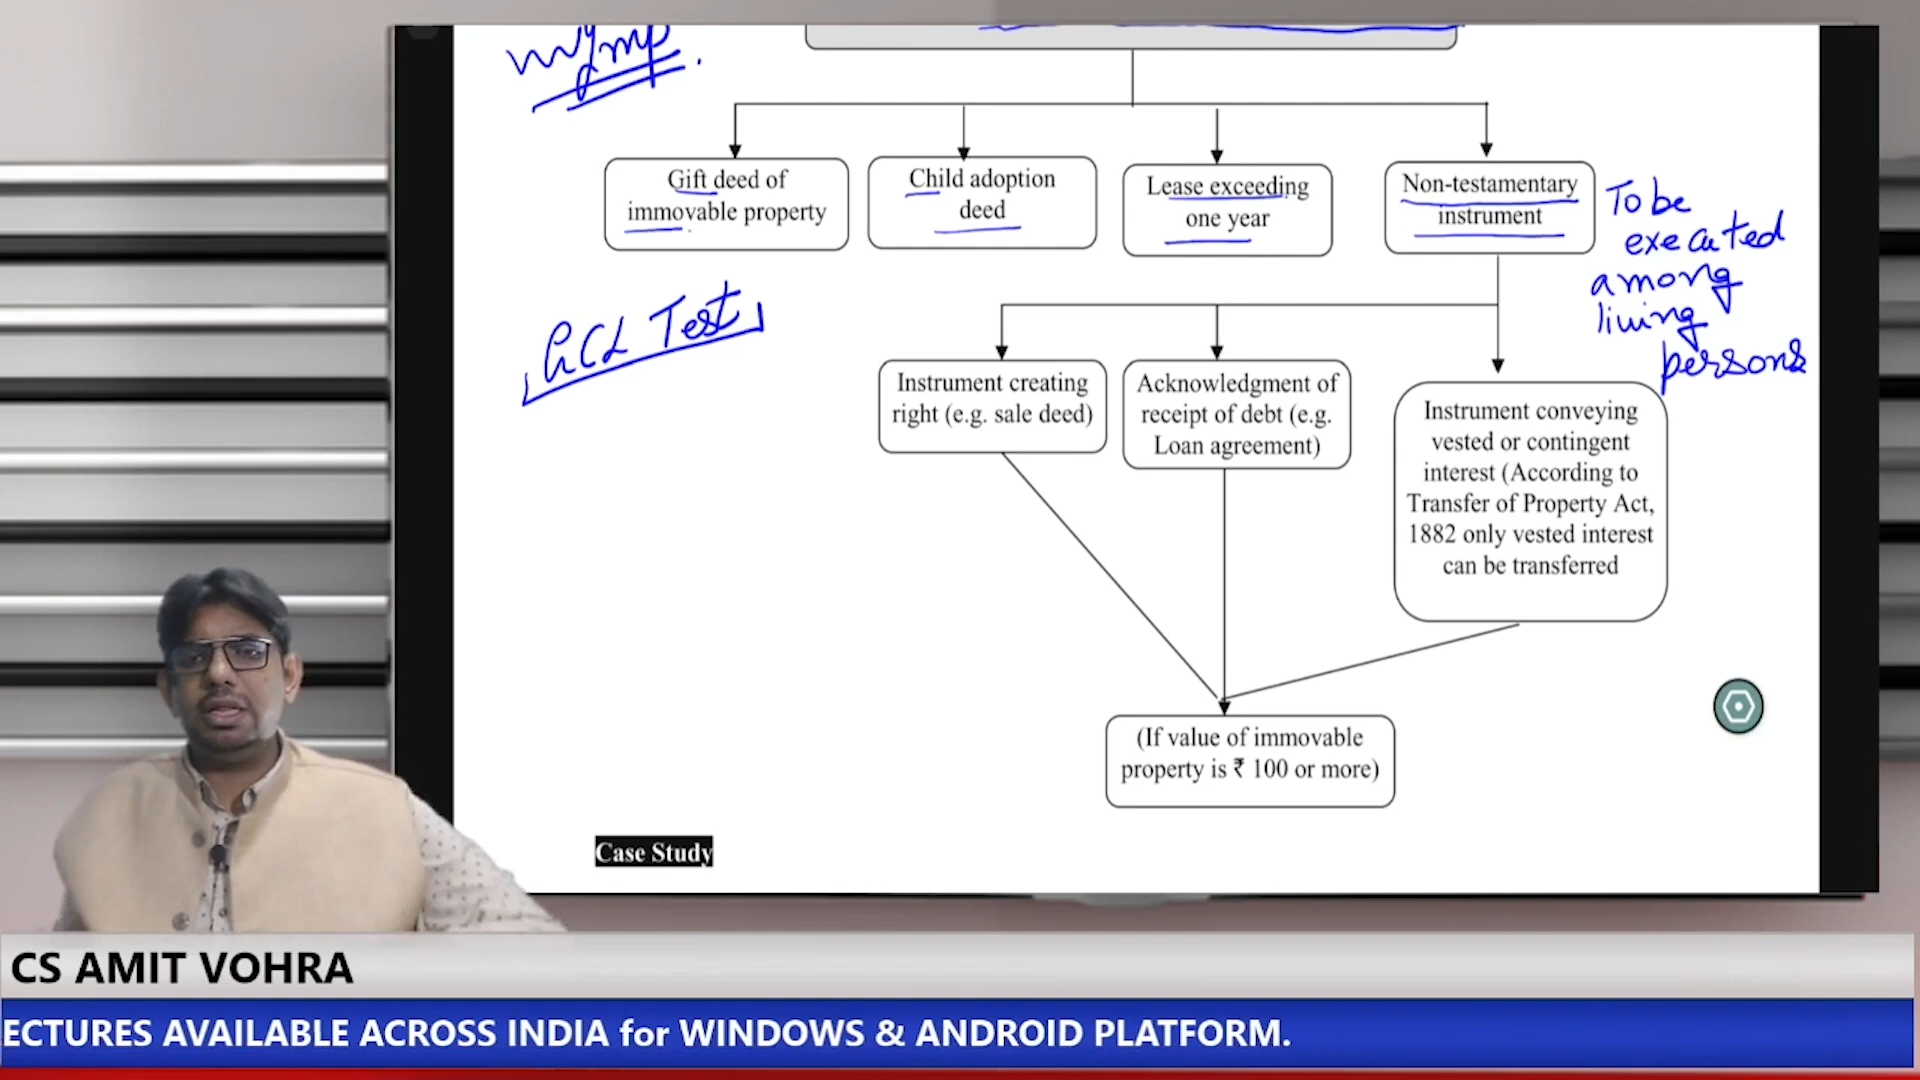 Gift deed of
immovable property
Child adoption
deed
Lease exceeding
one year
Non-testamentary
instrument
To be
executed
among
living
persons
Test
Instrument creating
right (e.g. sale deed)
Acknowledgment of
receipt of debt (e.g.
Loan agreement)
Instrument conveying
vested or contingent
interest (According to
Transfer of Property Act,
1882 only vested interest
can be transferred
(If value of immovable
property is ₹ 100 or more)
Case Study
CS AMIT VOHRA
ECTURES AVAILABLE ACROSS INDIA for WINDOWS & ANDROID PLATFORM.